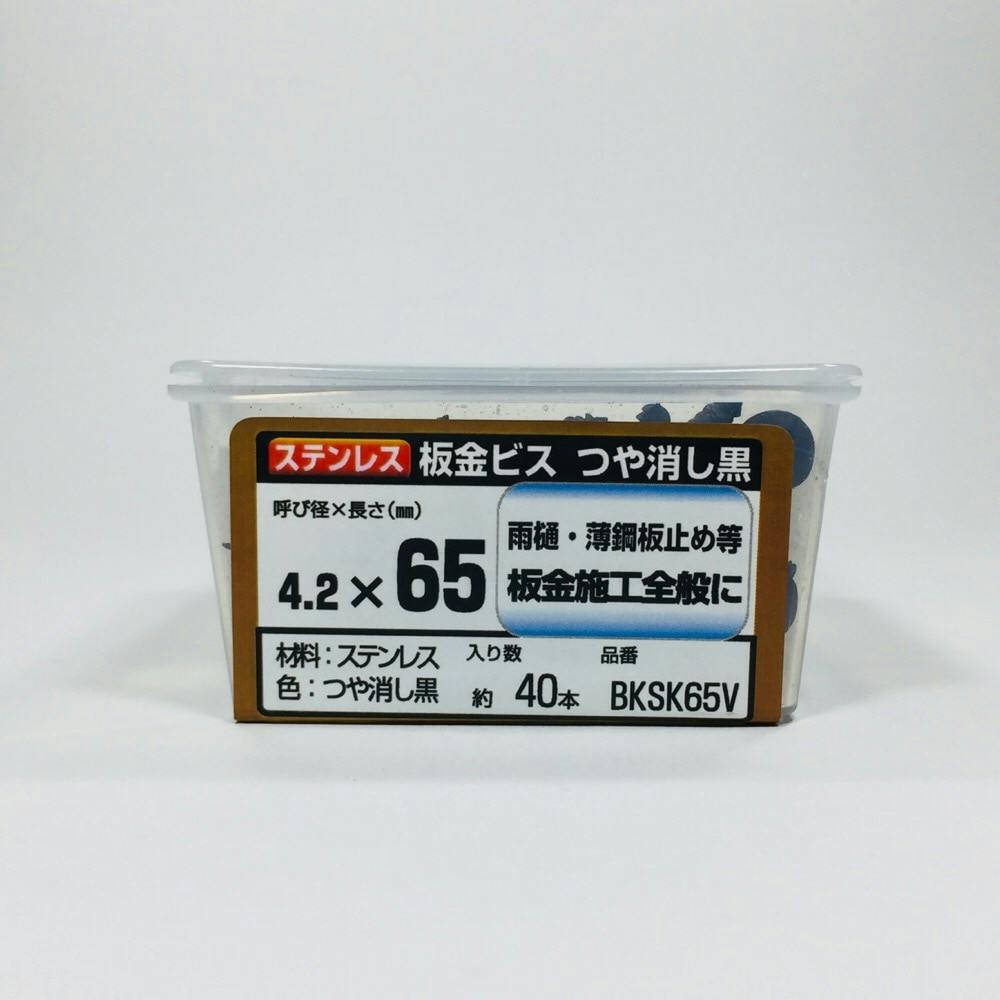 ステンレス 板金ビス つや消し黒
呼び径×長さ(㎜)
4.2×65
雨樋・薄鋼板止め等
板金施工全般に
材料:ステンレス
色:つや消し黒
入り数
約 40本
品番
BKSK65V